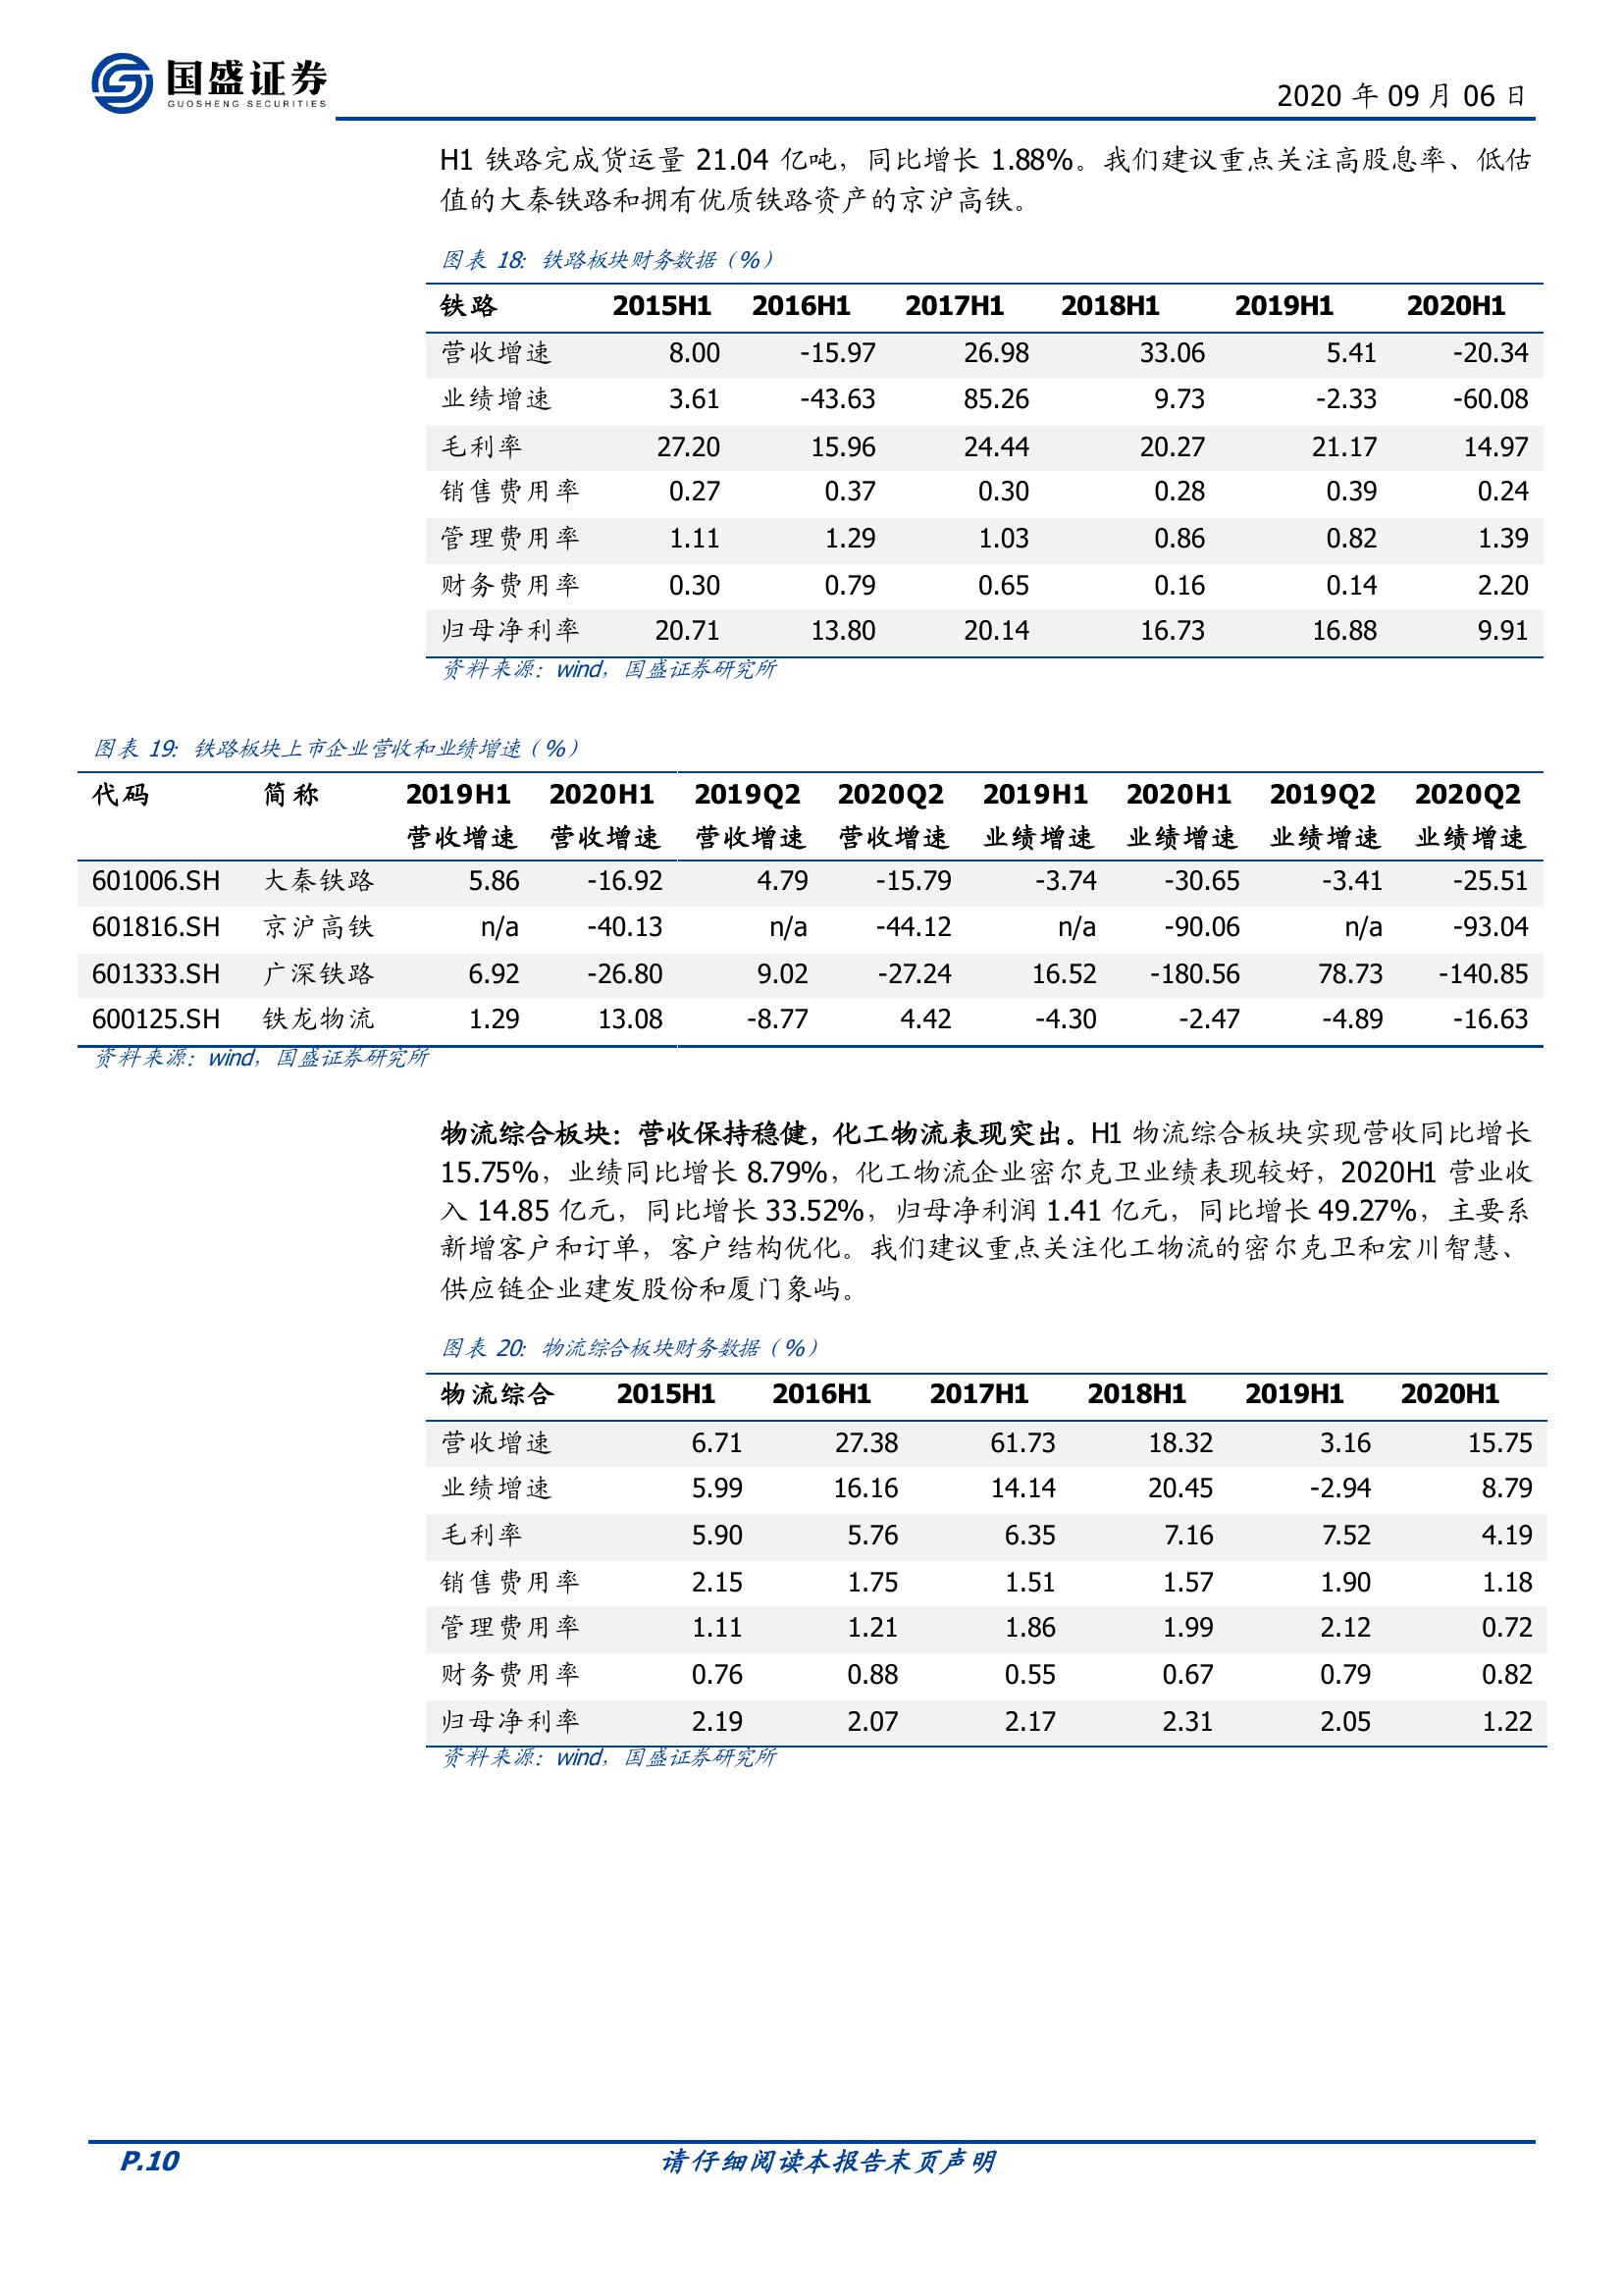 国盛证券
GUOSHENG SECURITIES
2020 年 09 月 06 日
H1 铁路完成货运量 21.04 亿吨，同比增长 1.88%。我们建议重点关注高股息率、低估
值的大秦铁路和拥有优质铁路资产的京沪高铁。
图表 18：铁路板块财务数据（%）
铁路 2015H1 2016H1 2017H1 2018H1 2019H1 2020H1
营收增速 8.00 -15.97 26.98 33.06 5.41 -20.34
业绩增速 3.61 -43.63 85.26 9.73 -2.33 -60.08
毛利率 27.20 15.96 24.44 20.27 21.17 14.97
销售费用率 0.27 0.37 0.30 0.28 0.39 0.24
管理费用率 1.11 1.29 1.03 0.86 0.82 1.39
财务费用率 0.30 0.79 0.65 0.16 0.14 2.20
归母净利率 20.71 13.80 20.14 16.73 16.88 9.91
资料来源：wind，国盛证券研究所
图表 19：铁路板块上市企业营收和业绩增速（%）
代码 简称 2019H1 2020H1 2019Q2 2020Q2 2019H1 2020H1 2019Q2 2020Q2
营收增速 营收增速 营收增速 营收增速 业绩增速 业绩增速 业绩增速 业绩增速
601006.SH 大秦铁路 5.86 -16.92 4.79 -15.79 -3.74 -30.65 -3.41 -25.51
601816.SH 京沪高铁 n/a -40.13 n/a -44.12 n/a -90.06 n/a -93.04
601333.SH 广深铁路 6.92 -26.80 9.02 -27.24 16.52 -180.56 78.73 -140.85
600125.SH 铁龙物流 1.29 13.08 -8.77 4.42 -4.30 -2.47 -4.89 -16.63
资料来源：wind，国盛证券研究所
物流综合板块：营收保持稳健，化工物流表现突出。H1 物流综合板块实现营收同比增长
15.75%，业绩同比增长 8.79%，化工物流企业密尔克卫业绩表现较好，2020H1 营业收
入 14.85 亿元，同比增长 33.52%，归母净利润 1.41 亿元，同比增长 49.27%，主要系
新增客户和订单，客户结构优化。我们建议重点关注化工物流的密尔克卫和宏川智慧、
供应链企业建发股份和厦门象屿。
图表 20：物流综合板块财务数据（%）
物流综合 2015H1 2016H1 2017H1 2018H1 2019H1 2020H1
营收增速 6.71 27.38 61.73 18.32 3.16 15.75
业绩增速 5.99 16.16 14.14 20.45 -2.94 8.79
毛利率 5.90 5.76 6.35 7.16 7.52 4.19
销售费用率 2.15 1.75 1.51 1.57 1.90 1.18
管理费用率 1.11 1.21 1.86 1.99 2.12 0.72
财务费用率 0.76 0.88 0.55 0.67 0.79 0.82
归母净利率 2.19 2.07 2.17 2.31 2.05 1.22
资料来源：wind，国盛证券研究所
P.10 请仔细阅读本报告末页声明